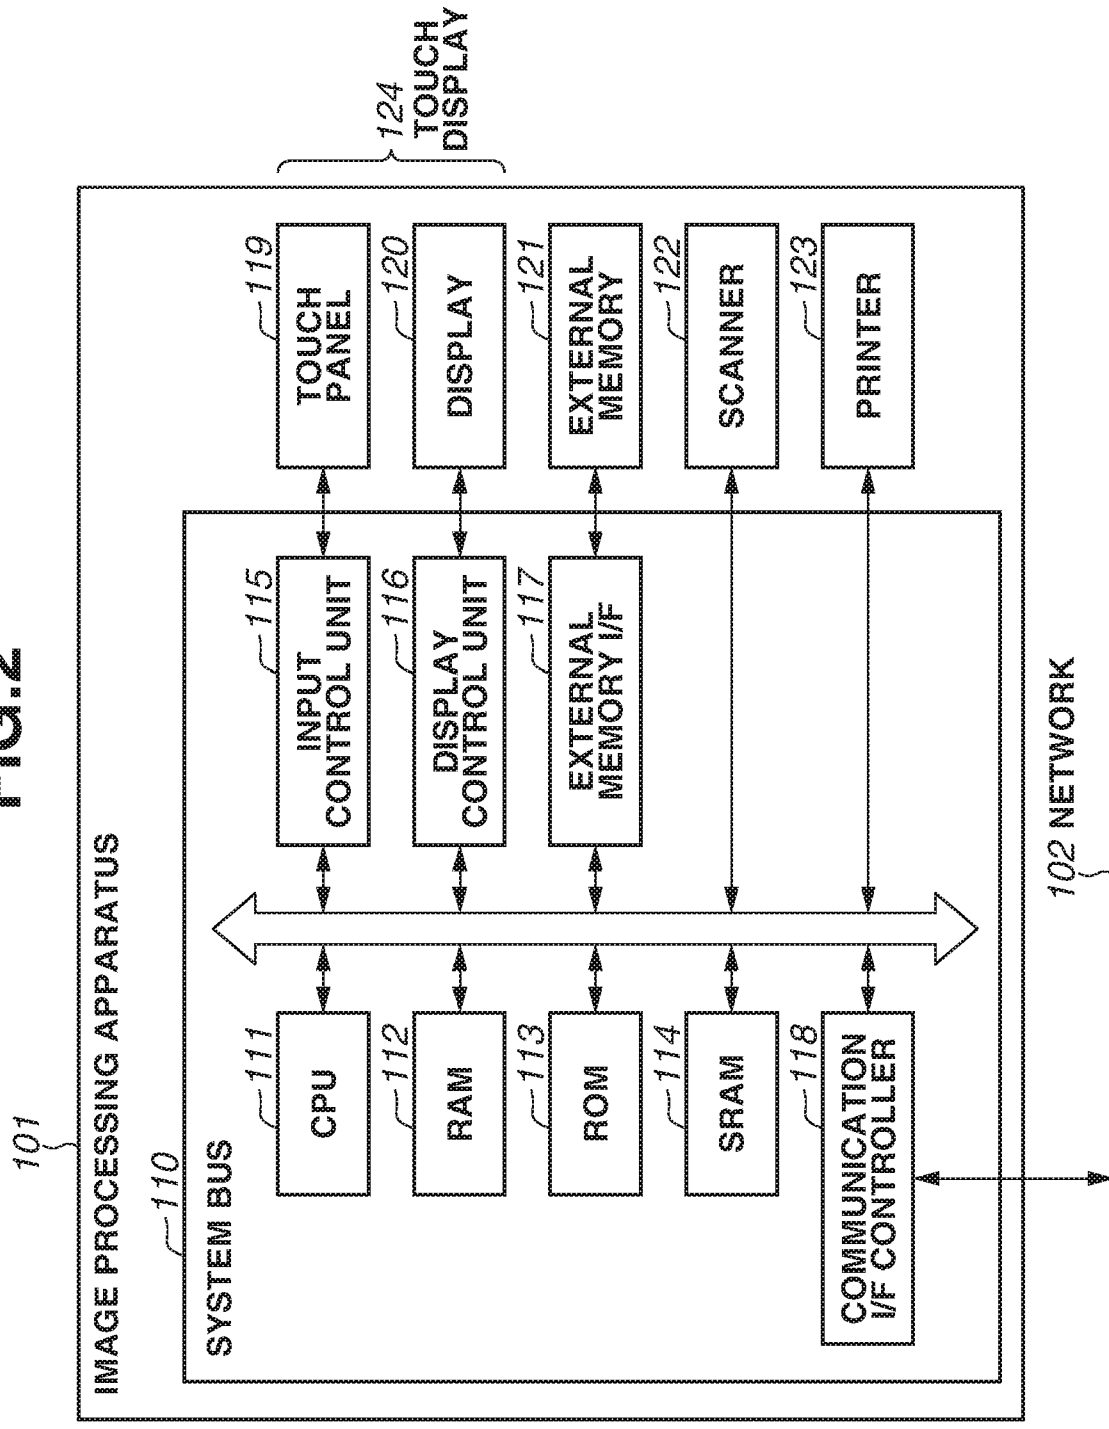 FIG.2
101
IMAGE PROCESSING APPARATUS
110
SYSTEM BUS
111
CPU
115
INPUT
CONTROL UNIT
119
TOUCH
PANEL
112
RAM
116
DISPLAY
CONTROL UNIT
120
DISPLAY
124
TOUCH
DISPLAY
113
ROM
117
EXTERNAL
MEMORY I/F
121
EXTERNAL
MEMORY
114
SRAM
122
SCANNER
118
COMMUNICATION
I/F CONTROLLER
123
PRINTER
102 NETWORK